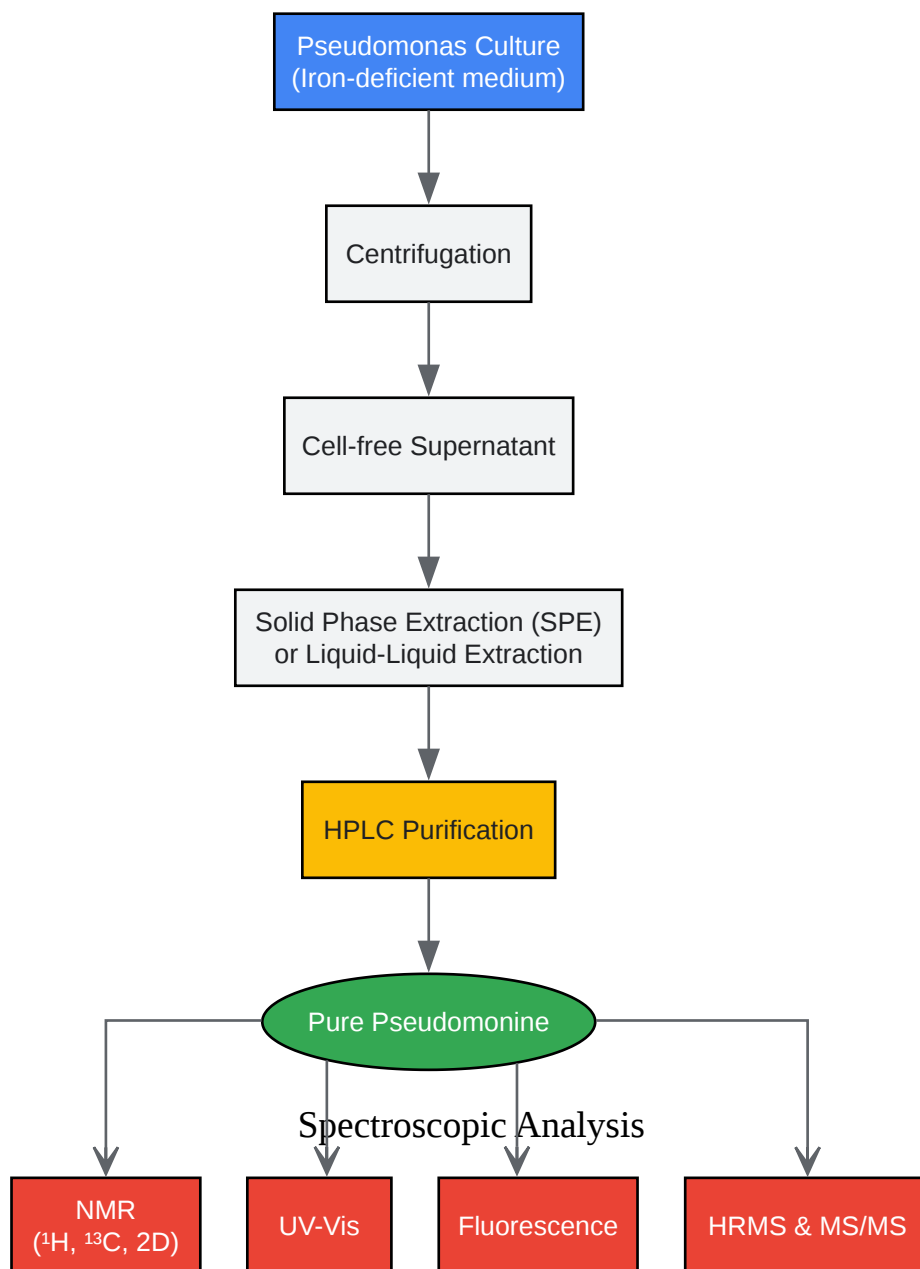 Pseudomonas Culture
(Iron-deficient medium)
Centrifugation
Cell-free Supernatant
Solid Phase Extraction (SPE)
or Liquid-Liquid Extraction
HPLC Purification
Pure Pseudomonine
Spectroscopic Analysis
NMR
(¹H, ¹³C, 2D)
UV-Vis
Fluorescence
HRMS & MS/MS